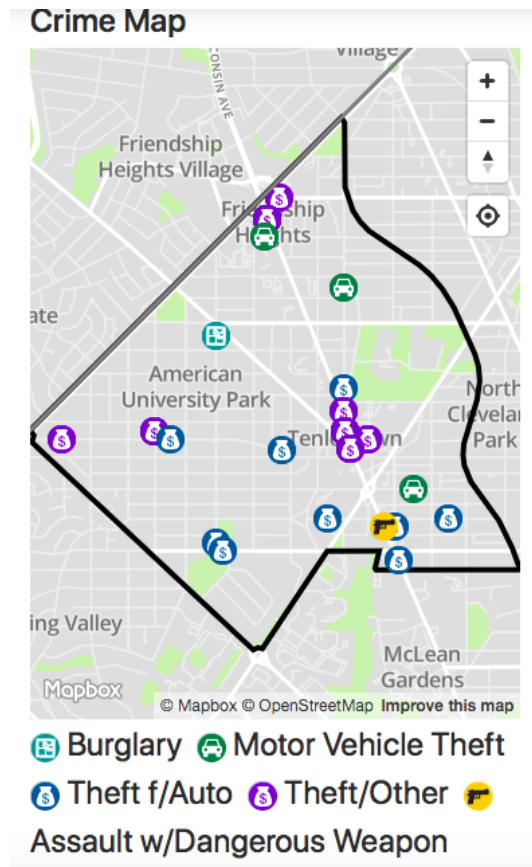 Crime Map
Village
CONSIN AVE
Friendship
Heights Village
Friendship
Heights
ate
American
University Park
North
Clevelan
Park
Tenleytown
ing Valley
McLean
Gardens
Mapbox
© Mapbox © OpenStreetMap Improve this map
Burglary Motor Vehicle Theft
Theft f/Auto Theft/Other
Assault w/Dangerous Weapon